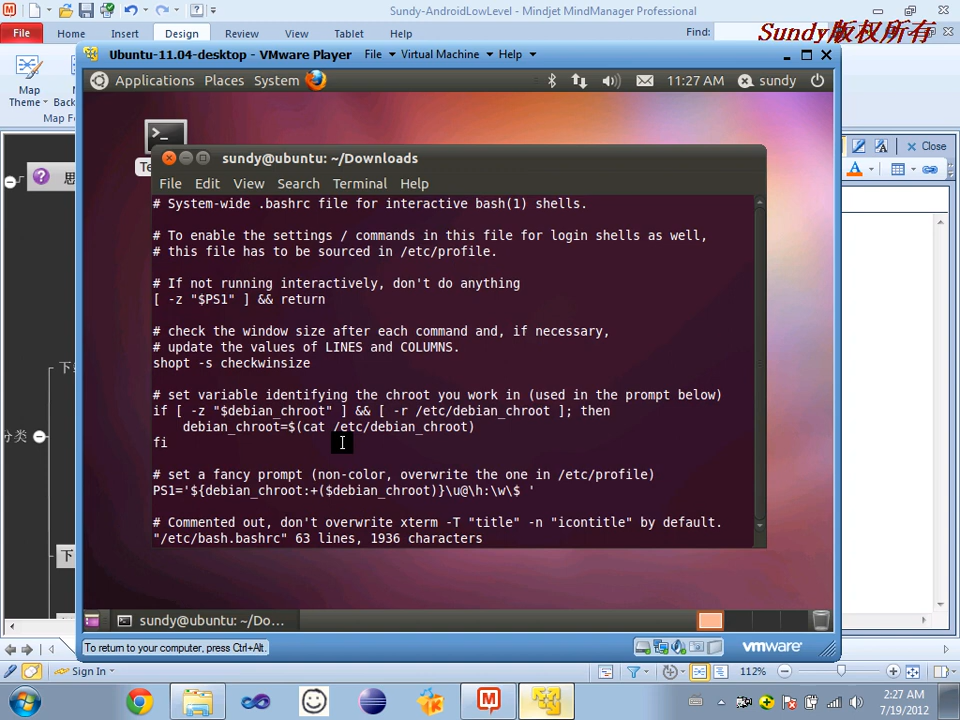 Sundy-AndroidLowLevel - Mindjet MindManager Professional
File Home Insert Design Review View Tablet Help Find:
Sundy版权所有
Map
Theme
Map F
Ubuntu-11.04-desktop - VMware Player File Virtual Machine Help
Applications Places System 11:27 AM sundy
Close
sundy@ubuntu: ~/Downloads
File Edit View Search Terminal Help
# System-wide .bashrc file for interactive bash(1) shells.
# To enable the settings / commands in this file for login shells as well,
# this file has to be sourced in /etc/profile.
# If not running interactively, don't do anything
[ -z "$PS1" ] && return
# check the window size after each command and, if necessary,
# update the values of LINES and COLUMNS.
shopt -s checkwinsize
# set variable identifying the chroot you work in (used in the prompt below)
if [ -z "$debian_chroot" ] && [ -r /etc/debian_chroot ]; then
debian_chroot=$(cat /etc/debian_chroot)
fi
# set a fancy prompt (non-color, overwrite the one in /etc/profile)
PS1='${debian_chroot:+($debian_chroot)}\u@\h:\w\$ '
# Commented out, don't overwrite xterm -T "title" -n "icontitle" by default.
"/etc/bash.bashrc" 63 lines, 1936 characters
思
下
分类
下
sundy@ubuntu: ~/Do...
To return to your computer, press Ctrl+Alt.
vmware
Sign In 112%
2:27 AM
7/19/2012